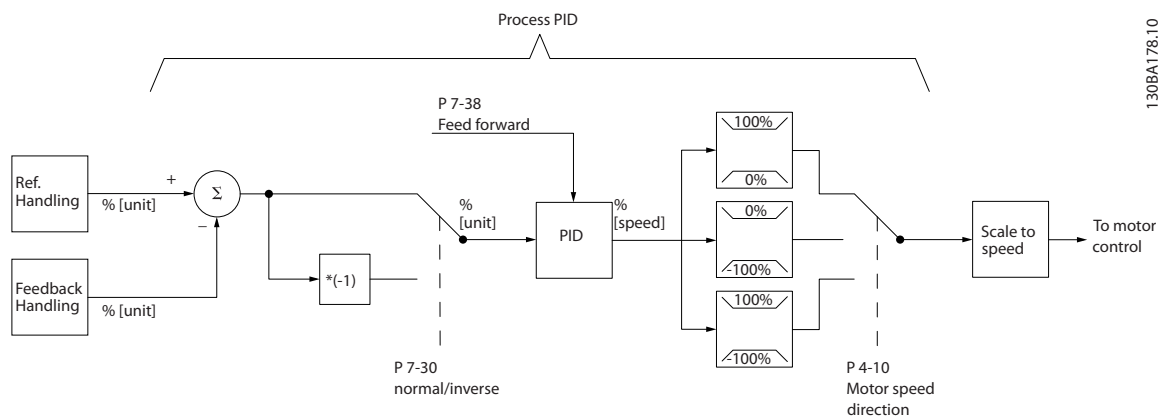 Process PID
130BA178.10
P 7-38
Feed forward
Ref.
Handling
% [unit]
+
Σ
−
Feedback
Handling
% [unit]
*(-1)
%
[unit]
P 7-30
normal/inverse
PID
%
[speed]
100%
0%
0%
-100%
100%
-100%
P 4-10
Motor speed
direction
Scale to
speed
To motor
control